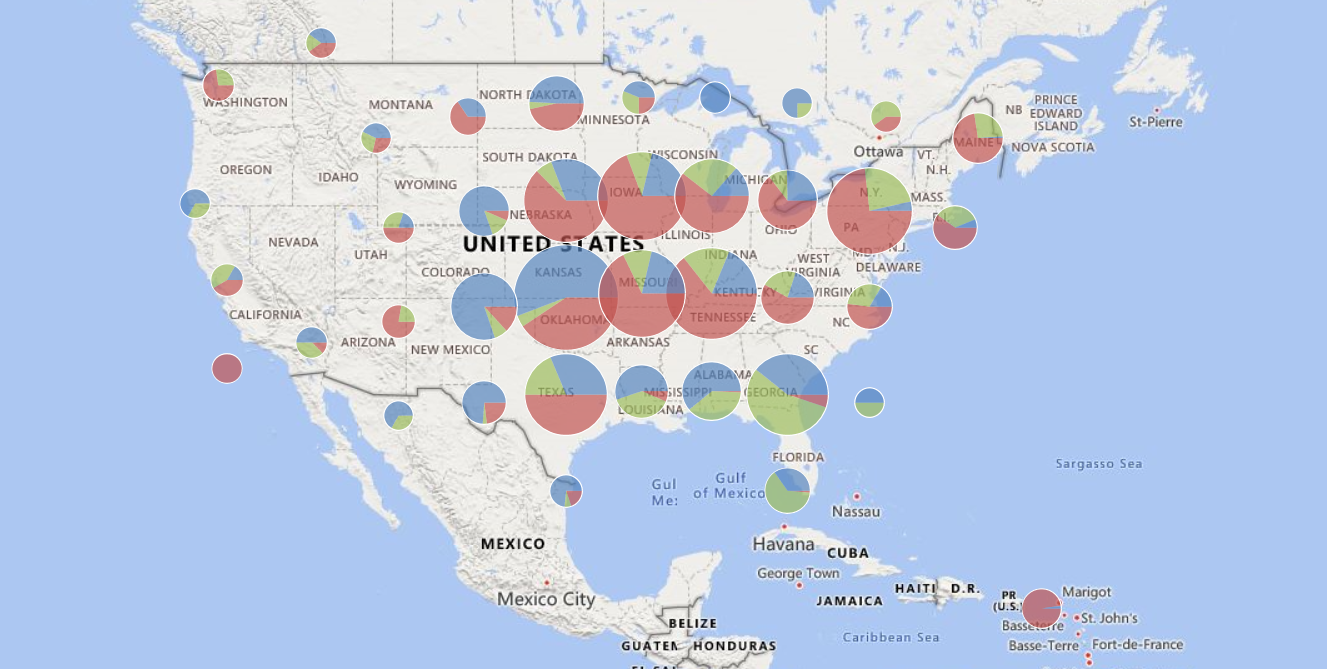 WASHINGTON
MONTANA
NORTH DAKOTA
MINNESOTA
Ottawa
MAINE
NB
PRINCE
EDWARD
ISLAND
NOVA SCOTIA
St-Pierre
VT.
N.H.
OREGON
IDAHO
WYOMING
SOUTH DAKOTA
WISCONSIN
MICHIGAN
N.Y.
MASS.
IOWA
NEBRASKA
ILLINOIS
OHIO
PA
UNITED STATES
NEVADA
UTAH
COLORADO
KANSAS
MISSOURI
INDIANA
WEST
VIRGINIA
MD.
N.J.
DELAWARE
KENTUCKY
VIRGINIA
CALIFORNIA
ARIZONA
NEW MEXICO
OKLAHOMA
ARKANSAS
TENNESSEE
NC
SC
TEXAS
MISSISSIPPI
ALABAMA
GEORGIA
LOUISIANA
FLORIDA
Gulf
of Mexico
Sargasso Sea
Nassau
MEXICO
Havana
CUBA
George Town
Mexico City
JAMAICA
HAITI
D.R.
PR
(U.S.)
Marigot
St. John's
Basseterre
Basse-Terre
Fort-de-France
Caribbean Sea
BELIZE
HONDURAS